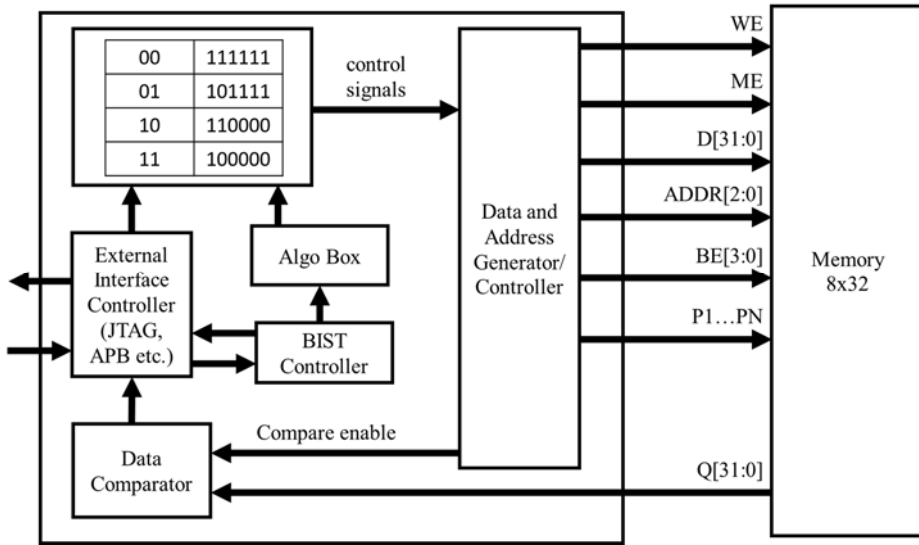 00 111111
01 101111
10 110000
11 100000
control
signals
External
Interface
Controller
(JTAG,
APB etc.)
Algo Box
BIST
Controller
Data
Comparator
Compare enable
Data and
Address
Generator/
Controller
WE
ME
D[31:0]
ADDR[2:0]
BE[3:0]
P1…PN
Q[31:0]
Memory
8x32